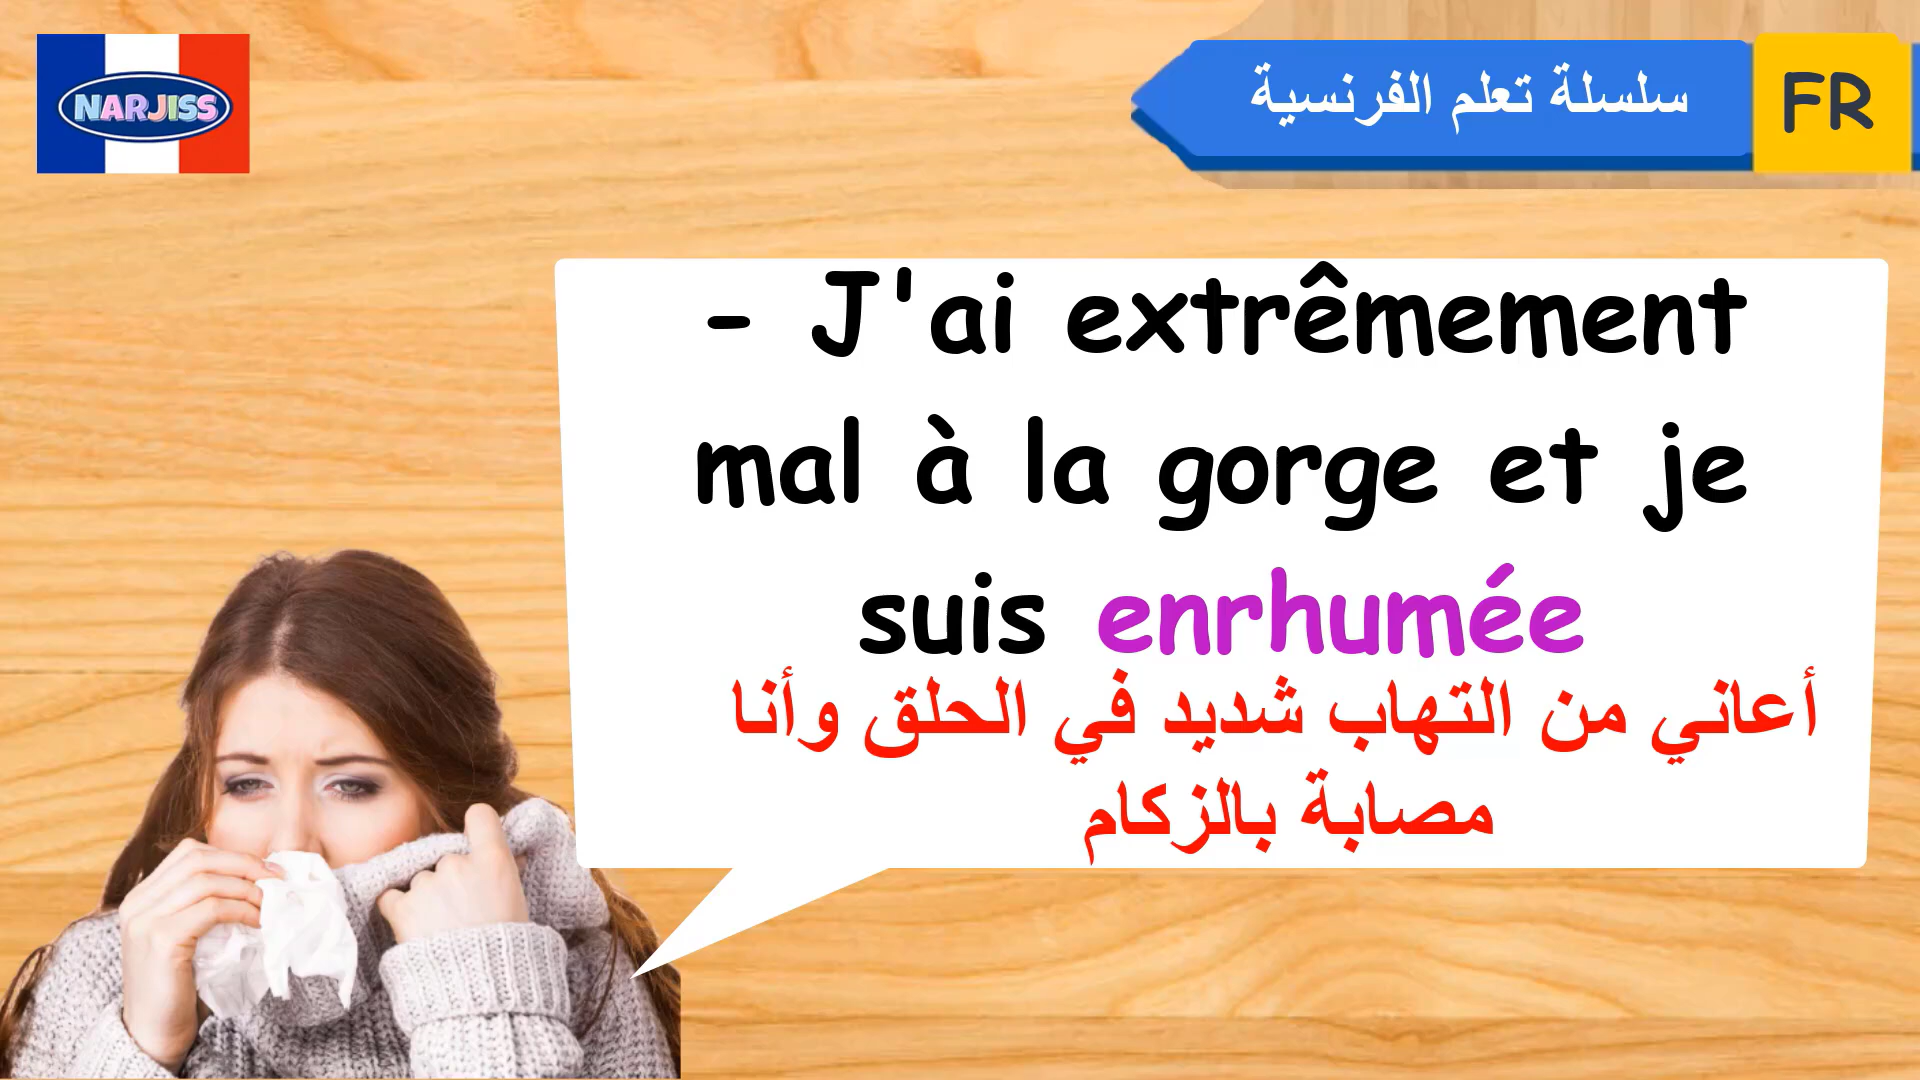 NARJISS
سلسلة تعلم الفرنسية
FR
- J'ai extrêmement
mal à la gorge et je
suis enrhumée
أعاني من التهاب شديد في الحلق وأنا
مصابة بالزكام